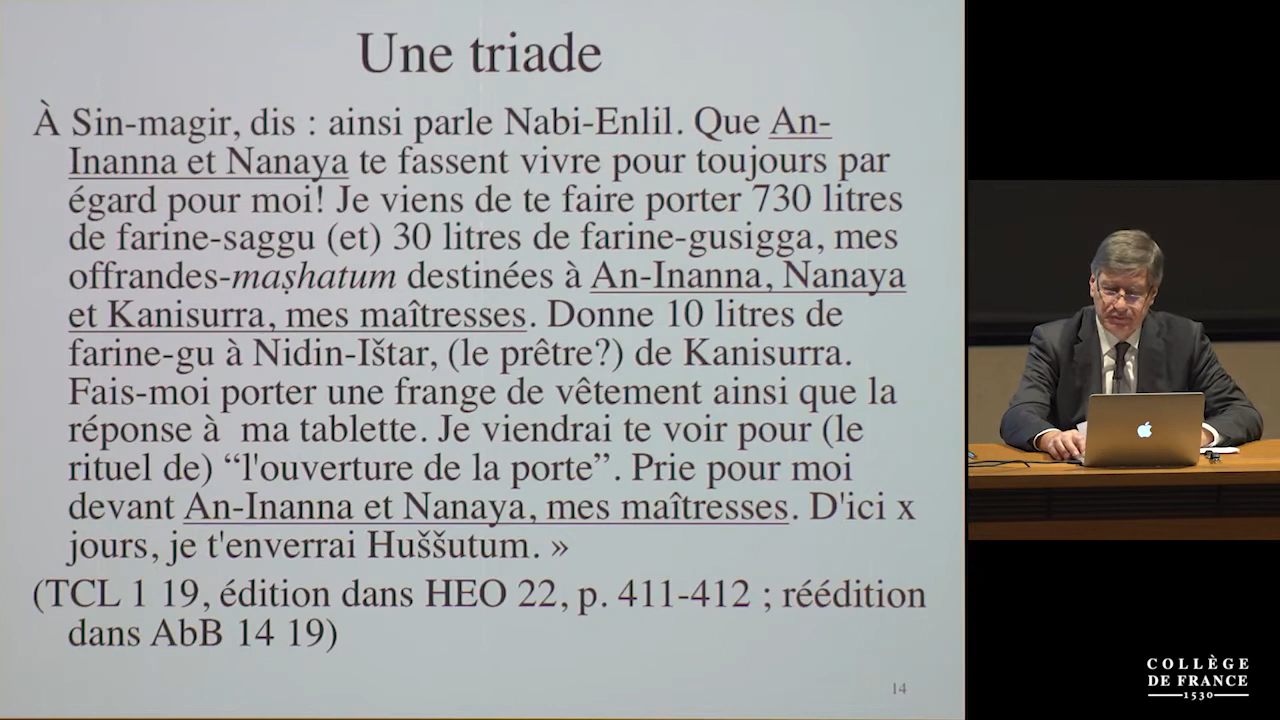 Une triade
À Sin-magir, dis : ainsi parle Nabi-Enlil. Que An-
Inanna et Nanaya te fassent vivre pour toujours par
égard pour moi! Je viens de te faire porter 730 litres
de farine-saggu (et) 30 litres de farine-gusigga, mes
offrandes-maṣhatum destinées à An-Inanna, Nanaya
et Kanisurra, mes maîtresses. Donne 10 litres de
farine-gu à Nidin-Ištar, (le prêtre?) de Kanisurra.
Fais-moi porter une frange de vêtement ainsi que la
réponse à  ma tablette. Je viendrai te voir pour (le
rituel de) “l'ouverture de la porte”. Prie pour moi
devant An-Inanna et Nanaya, mes maîtresses. D'ici x
jours, je t'enverrai Huššutum. »
(TCL 1 19, édition dans HEO 22, p. 411-412 ; réédition
dans AbB 14 19)
14
COLLÈGE
DE FRANCE
1530